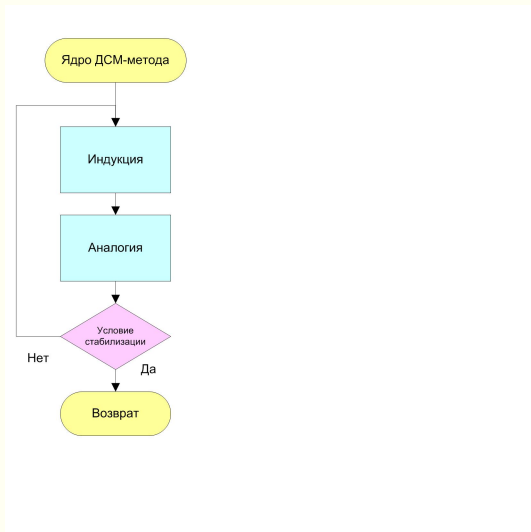 Ядро ДСМ-метода
Индукция
Аналогия
Условие
стабилизации
Нет
Да
Возврат